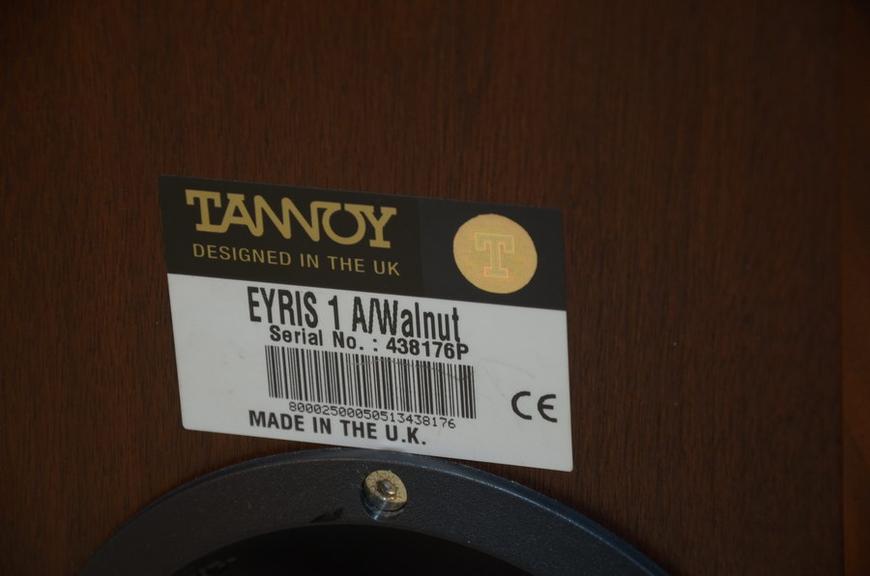 TANNOY
DESIGNED IN THE UK
T
EYRIS 1 A/Walnut
Serial No. : 438176P
80002500050513438176
MADE IN THE U.K.
CE